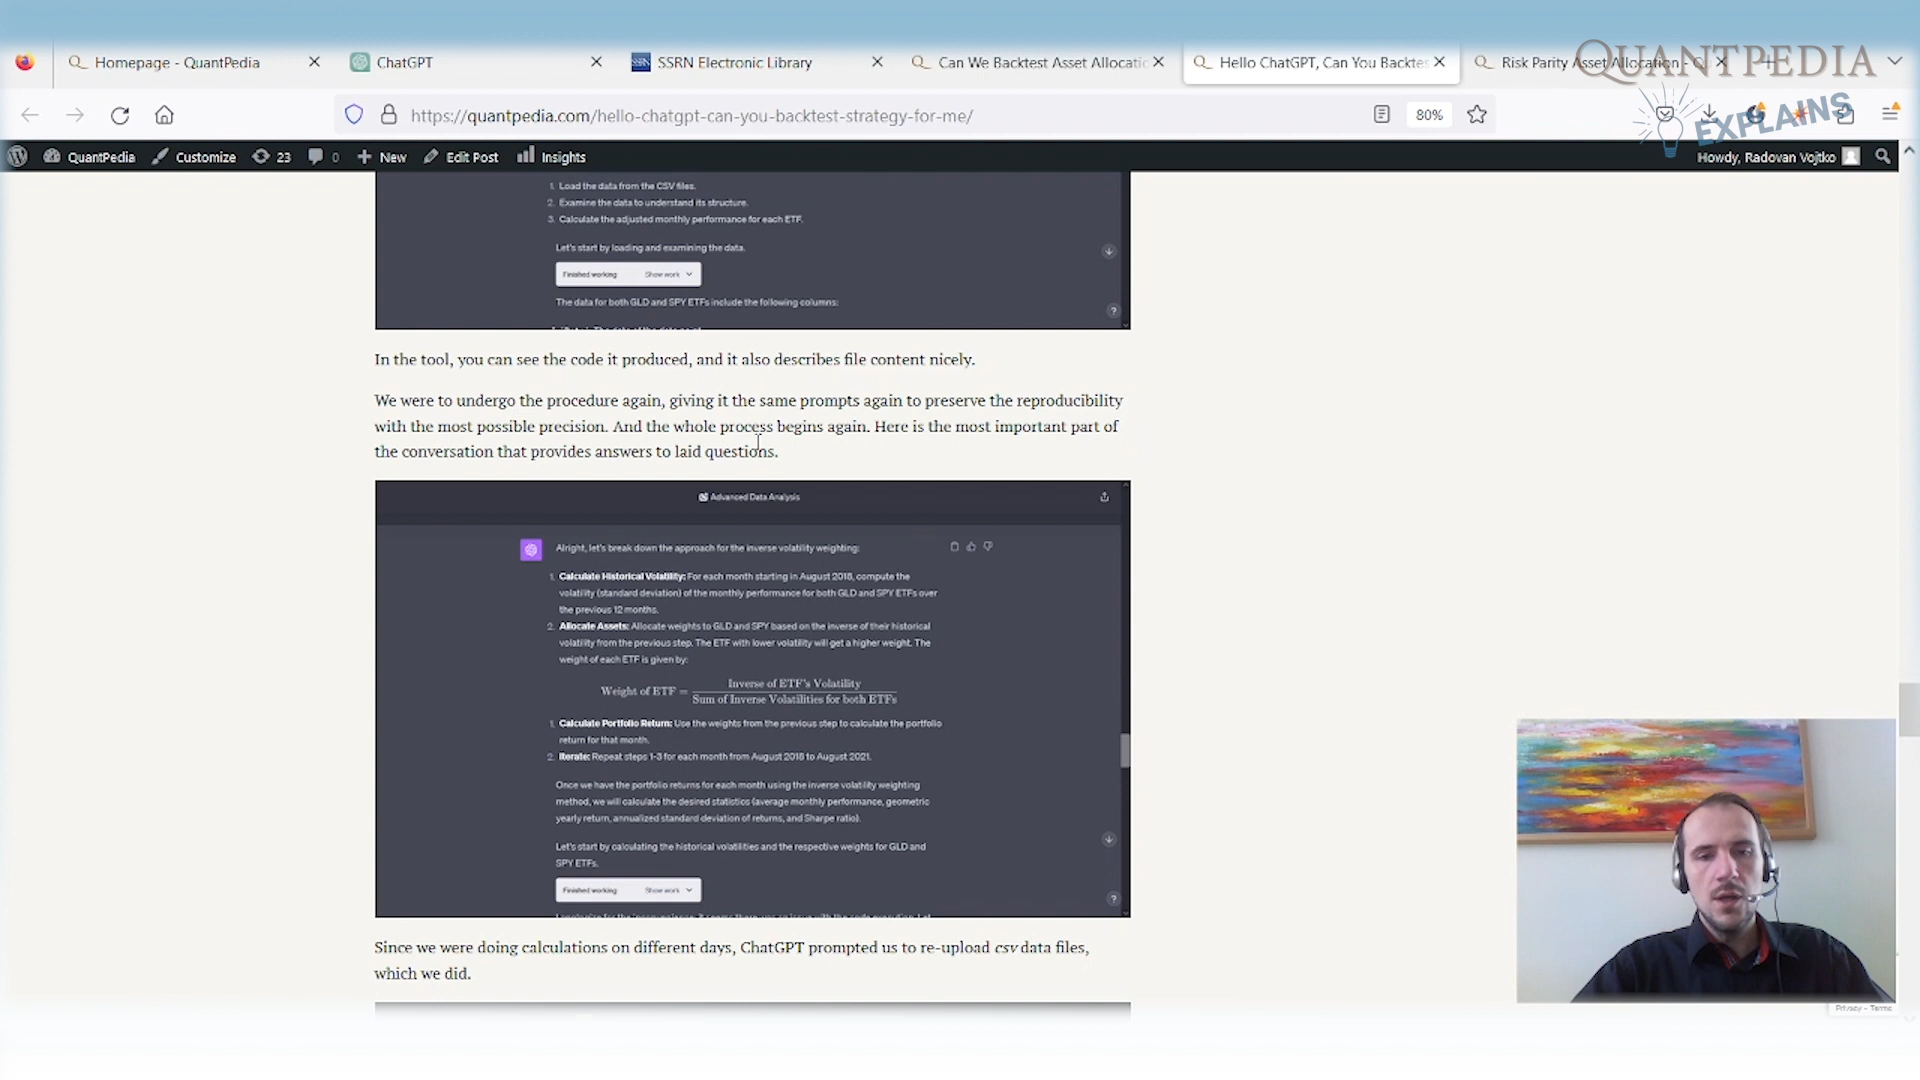 Homepage - QuantPedia
ChatGPT
SSRN Electronic Library
Can We Backtest Asset Allocatio
Hello ChatGPT, Can You Backtes
Risk Parity Asset Allocation - Q
QUANTPEDIA
EXPLAINS
https://quantpedia.com/hello-chatgpt-can-you-backtest-strategy-for-me/
80%
QuantPedia
Customize
23
0
New
Edit Post
Insights
Howdy, Radovan Vojtko
1. Load the data from the CSV files.
2. Examine the data to understand its structure.
3. Calculate the adjusted monthly performance for each ETF.
Let's start by loading and examining the data.
Finished working Show work
The data for both GLD and SPY ETFs include the following columns:
?
In the tool, you can see the code it produced, and it also describes file content nicely.
We were to undergo the procedure again, giving it the same prompts again to preserve the reproducibility
with the most possible precision. And the whole process begins again. Here is the most important part of
the conversation that provides answers to laid questions.
Advanced Data Analysis
Alright, let's break down the approach for the inverse volatility weighting:
1. Calculate Historical Volatility: For each month starting in August 2018, compute the
volatility (standard deviation) of the monthly performance for both GLD and SPY ETFs over
the previous 12 months.
2. Allocate Assets: Allocate weights to GLD and SPY based on the inverse of their historical
volatility from the previous step. The ETF with lower volatility will get a higher weight. The
weight of each ETF is given by:
Weight of ETF = Inverse of ETF's Volatility
Sum of Inverse Volatilities for both ETFs
1. Calculate Portfolio Return: Use the weights from the previous step to calculate the portfolio
return for that month.
2. Iterate: Repeat steps 1-3 for each month from August 2018 to August 2021.
Once we have the portfolio returns for each month using the inverse volatility weighting
method, we will calculate the desired statistics (average monthly performance, geometric
yearly return, annualized standard deviation of returns, and Sharpe ratio).
Let's start by calculating the historical volatilities and the respective weights for GLD and
SPY ETFs.
Finished working Show work
?
Since we were doing calculations on different days, ChatGPT prompted us to re-upload csv data files,
which we did.
Privacy - Terms